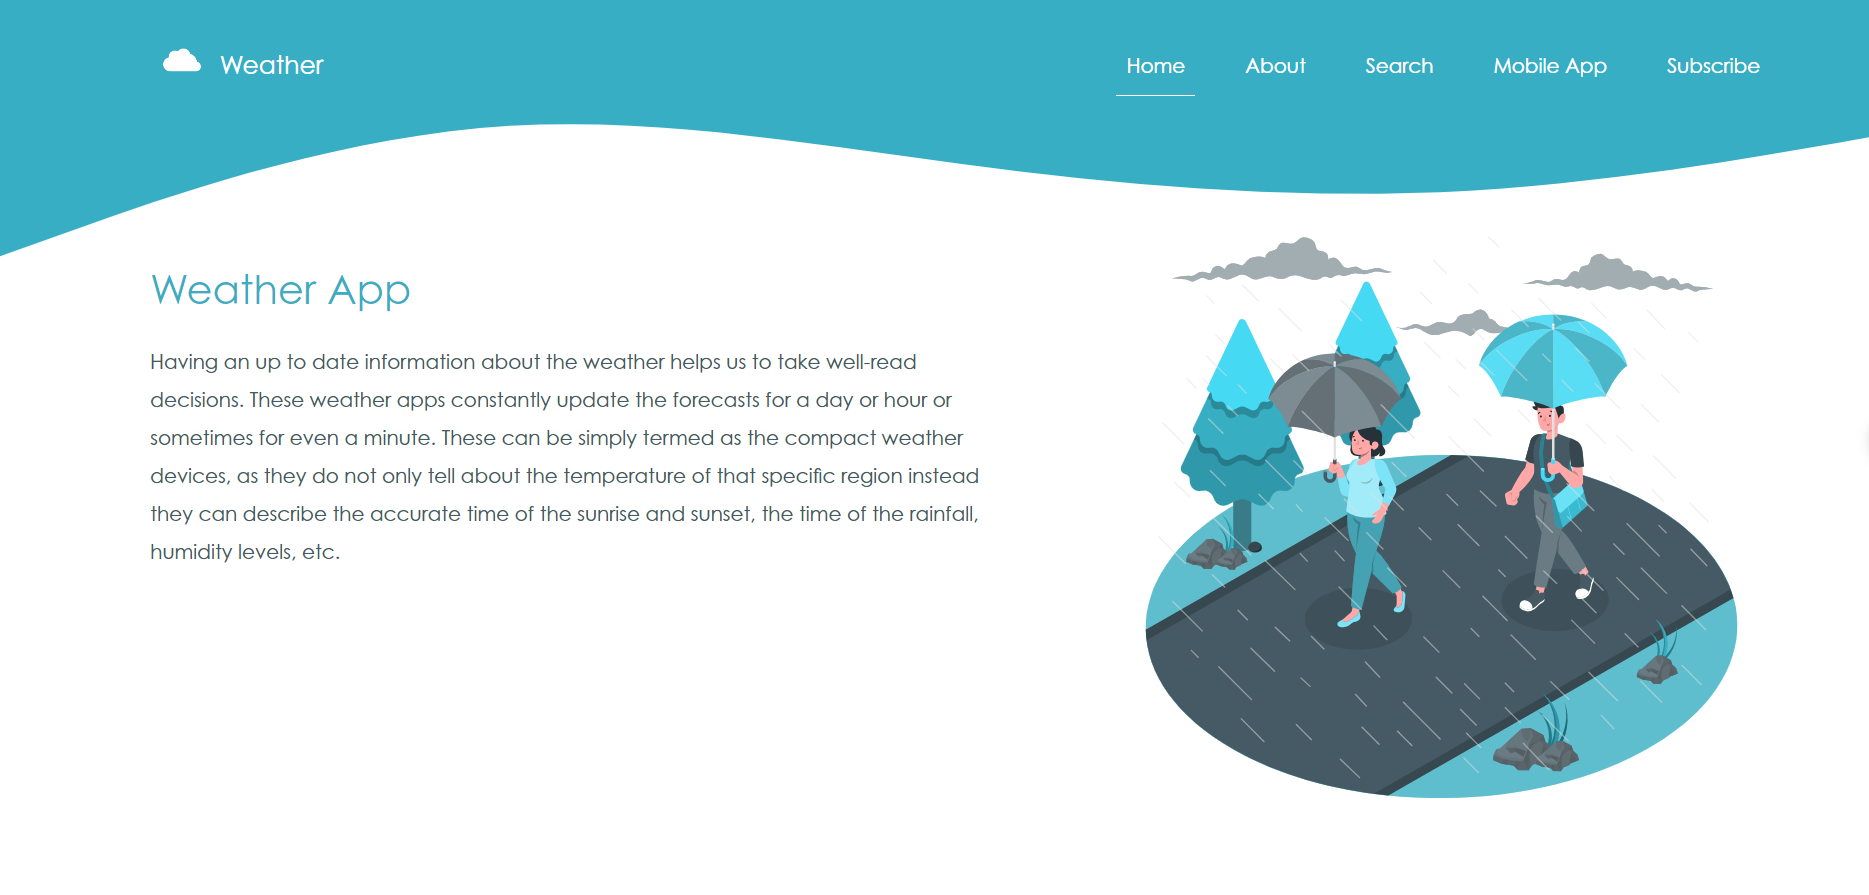 Weather
Home About Search Mobile App Subscribe
Weather App
Having an up to date information about the weather helps us to take well-read
decisions. These weather apps constantly update the forecasts for a day or hour or
sometimes for even a minute. These can be simply termed as the compact weather
devices, as they do not only tell about the temperature of that specific region instead
they can describe the accurate time of the sunrise and sunset, the time of the rainfall,
humidity levels, etc.